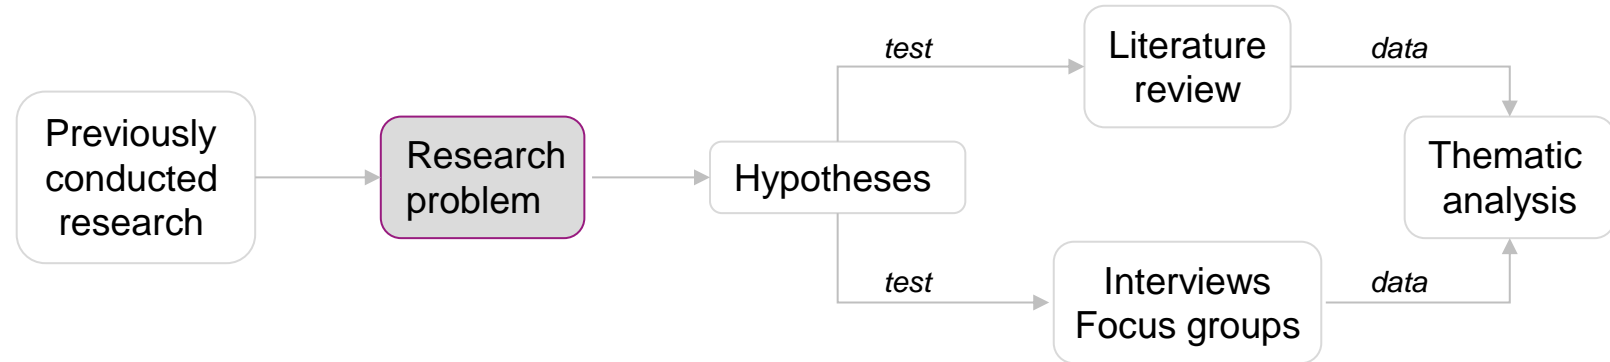 Previously
conducted
research
Research
problem
Hypotheses
test
Literature
review
data
test
Interviews
Focus groups
data
Thematic
analysis